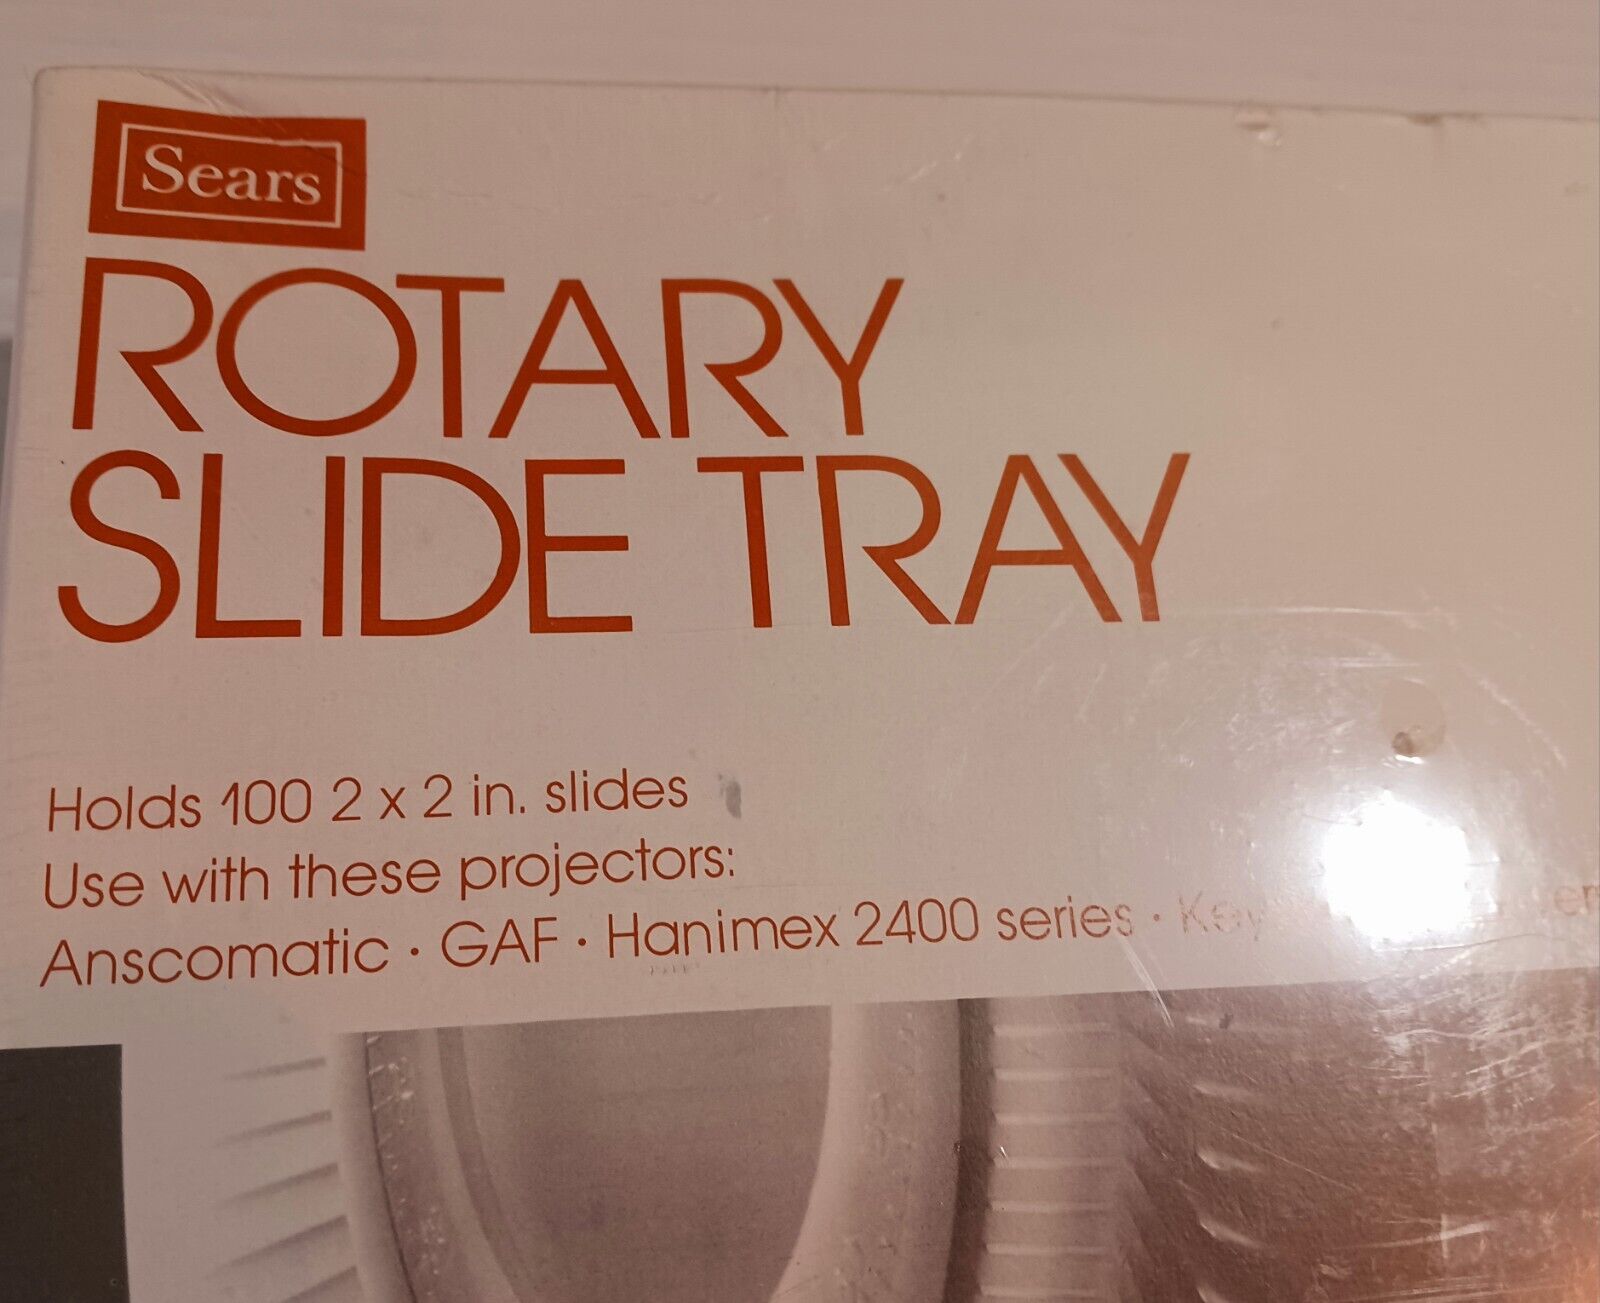 Sears
ROTARY
SLIDE TRAY
Holds 100 2 x 2 in. slides
Use with these projectors:
Anscomatic · GAF · Hanimex 2400 series ·